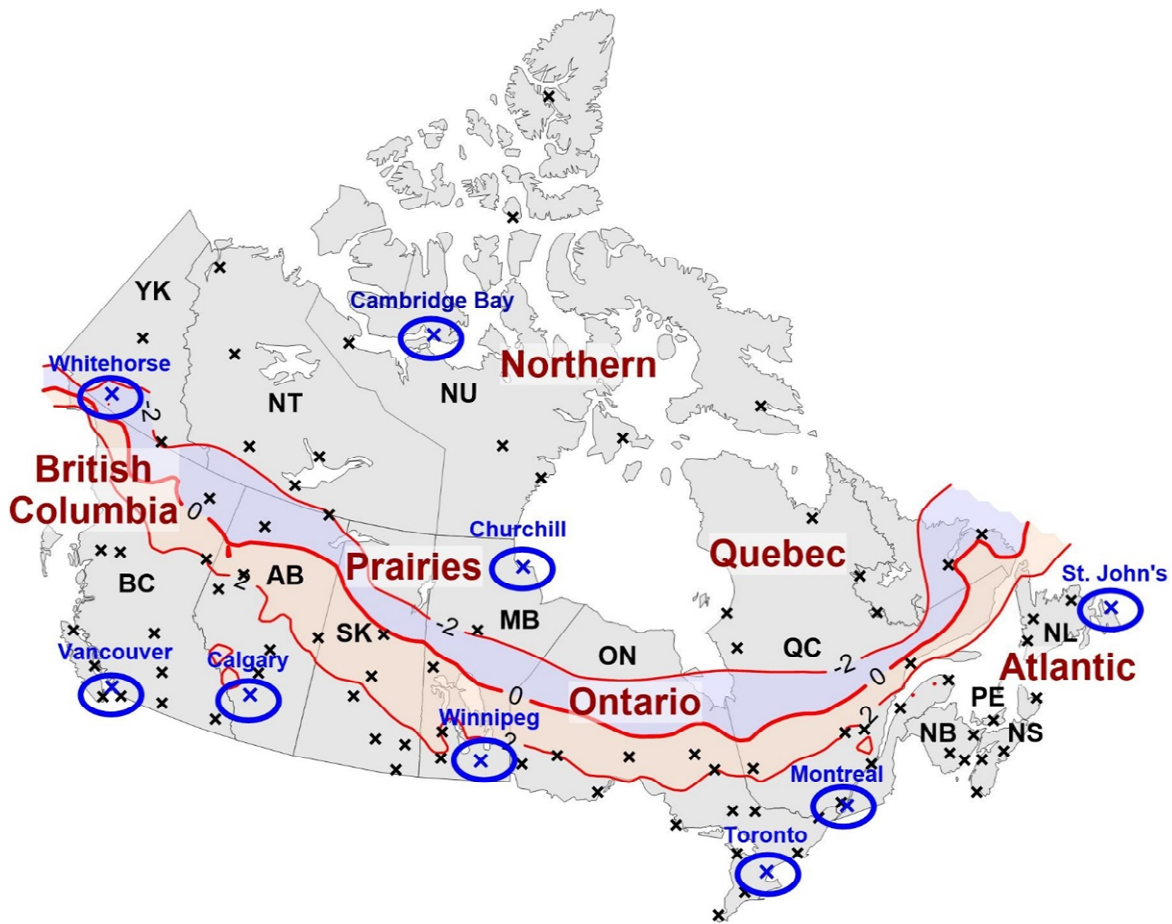 YK
Cambridge Bay
Whitehorse
Northern
NU
NT
-2
British
Columbia
0
Churchill
Prairies
Quebec
BC
AB
2
St. John's
SK
-2
MB
NL
ON
QC
-2
Vancouver
Calgary
0
Atlantic
0
Ontario
PE
Winnipeg
2
2
NB
NS
Montreal
Toronto